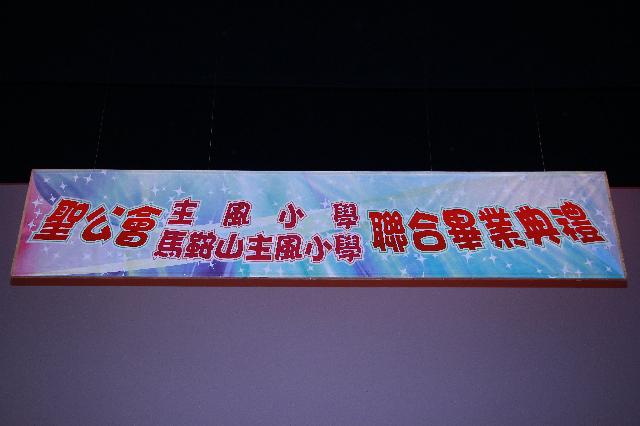 聖公會
主風小學
馬鞍山主風小學
聯合畢業典禮